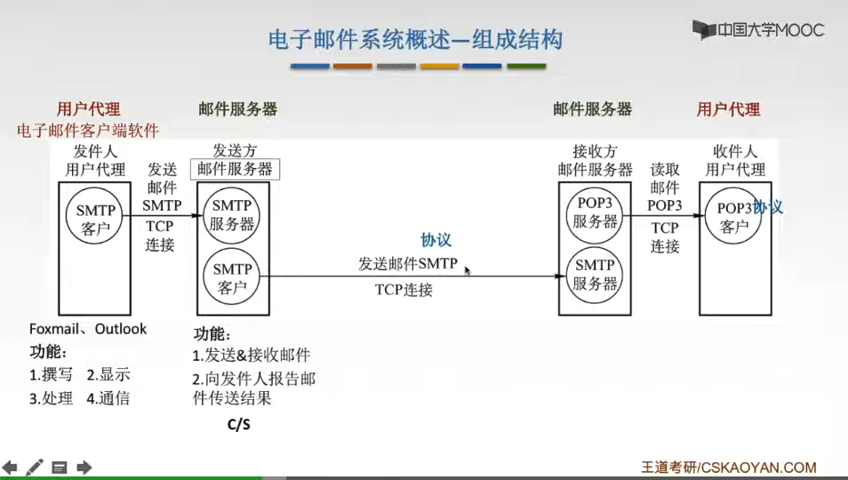 电子邮件系统概述—组成结构
中国大学MOOC
用户代理
邮件服务器
邮件服务器
用户代理
电子邮件客户端软件
发件人
用户代理
发送
邮件
SMTP
TCP
连接
发送方
邮件服务器
接收方
邮件服务器
读取
邮件
POP3
TCP
连接
收件人
用户代理
SMTP
客户
SMTP
服务器
SMTP
客户
协议
发送邮件SMTP
TCP连接
POP3
服务器
SMTP
服务器
POP3
客户
协议
Foxmail、Outlook
功能：
1.撰写 2.显示
3.处理 4.通信
功能：
1.发送&接收邮件
2.向发件人报告邮
件传送结果
C/S
王道考研/CSKAOYAN.COM